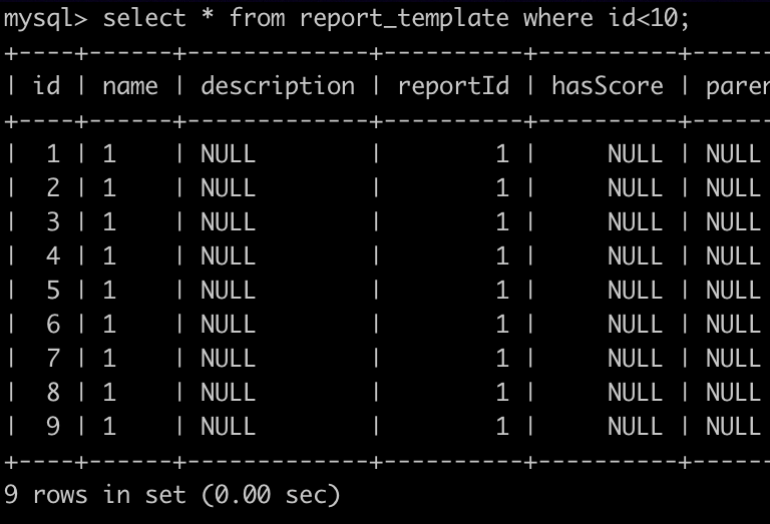 mysql> select * from report_template where id<10;
+----+------+-------------+----------+----------+------
| id | name | description | reportId | hasScore | paren
+----+------+-------------+----------+----------+------
|  1 | 1    | NULL        |        1 |     NULL | NULL
|  2 | 1    | NULL        |        1 |     NULL | NULL
|  3 | 1    | NULL        |        1 |     NULL | NULL
|  4 | 1    | NULL        |        1 |     NULL | NULL
|  5 | 1    | NULL        |        1 |     NULL | NULL
|  6 | 1    | NULL        |        1 |     NULL | NULL
|  7 | 1    | NULL        |        1 |     NULL | NULL
|  8 | 1    | NULL        |        1 |     NULL | NULL
|  9 | 1    | NULL        |        1 |     NULL | NULL
+----+------+-------------+----------+----------+------
9 rows in set (0.00 sec)